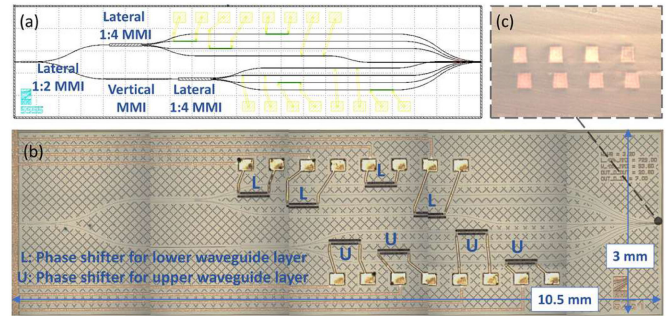 (a)
Lateral
1:4 MMI
Lateral
1:2 MMI
Vertical
MMI
Lateral
1:4 MMI
(c)
(b)
L
L
L
L
U
U
U
U
L: Phase shifter for lower waveguide layer
U: Phase shifter for upper waveguide layer
3 mm
10.5 mm